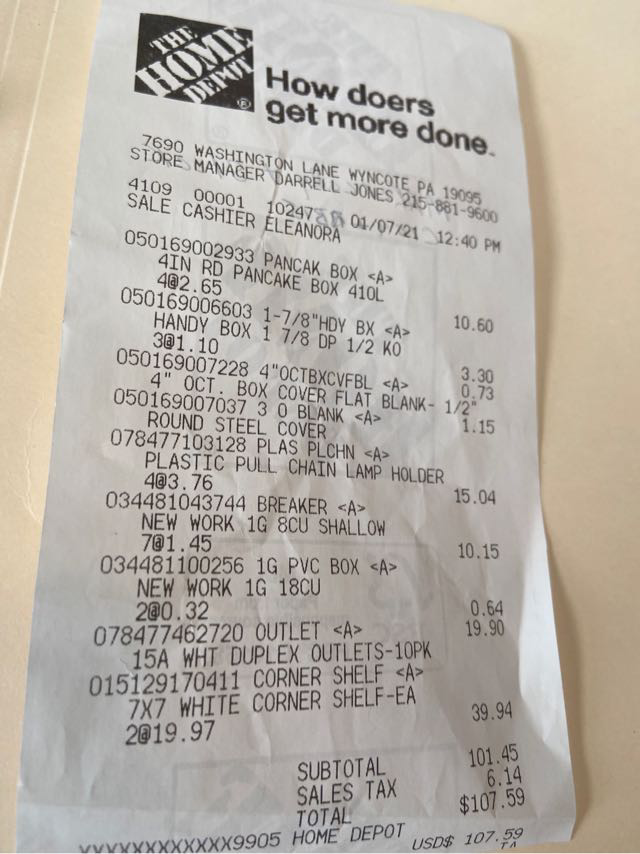 THE
HOME
DEPOT
®
How doers
get more done.
7690 WASHINGTON LANE WYNCOTE PA 19095
STORE MANAGER DARRELL JONES 215-881-9600
4109 00001 10247 01/07/21 12:40 PM
SALE CASHIER ELEANORA
050169002933 PANCAK BOX <A>
4IN RD PANCAKE BOX 410L
4@2.65 10.60
050169006603 1-7/8"HDY BX <A>
HANDY BOX 1 7/8 DP 1/2 KO
3@1.10 3.30
050169007228 4"OCTBXCVFBL <A> 0.73
4" OCT. BOX COVER FLAT BLANK- 1/2"
050169007037 3 O BLANK <A> 1.15
ROUND STEEL COVER
078477103128 PLAS PLCHN <A>
PLASTIC PULL CHAIN LAMP HOLDER
4@3.76 15.04
034481043744 BREAKER <A>
NEW WORK 1G 8CU SHALLOW
7@1.45 10.15
034481100256 1G PVC BOX <A>
NEW WORK 1G 18CU
2@0.32 0.64
078477462720 OUTLET <A> 19.90
15A WHT DUPLEX OUTLETS-10PK
015129170411 CORNER SHELF <A>
7X7 WHITE CORNER SHELF-EA
2@19.97 39.94
SUBTOTAL 101.45
SALES TAX 6.14
TOTAL $107.59
XXXXXXXXXXXX9905 HOME DEPOT
USD$ 107.59
TA